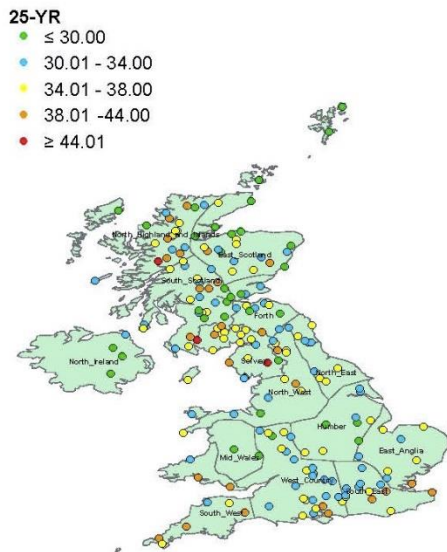 25-YR
≤ 30.00
30.01 - 34.00
34.01 - 38.00
38.01 -44.00
≥ 44.01
North_Highland_and_Islands
East_Scotland
South_Scotland
Forth
Solway
North_Ireland
North_East
North_West
Humber
East_Anglia
Mid_Wales
West_Country
South_East
South_West